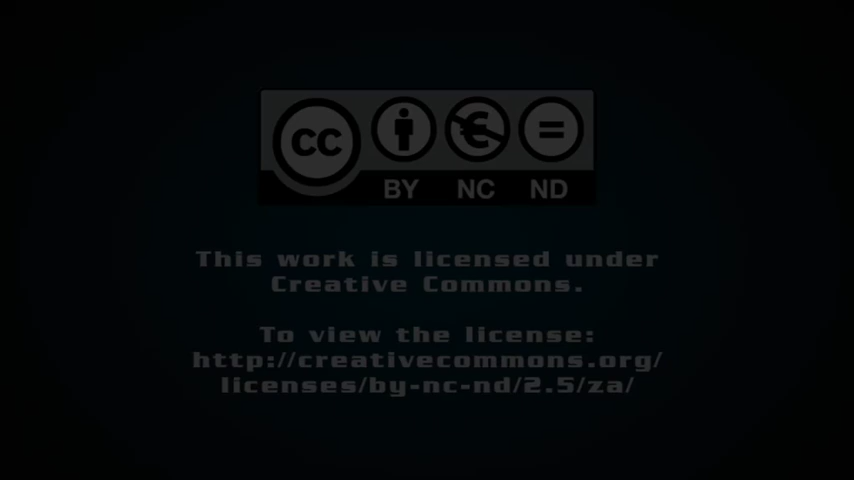 CC
BY NC ND
This work is licensed under
Creative Commons.
To view the license:
http://creativecommons.org/
licenses/by-nc-nd/2.5/za/